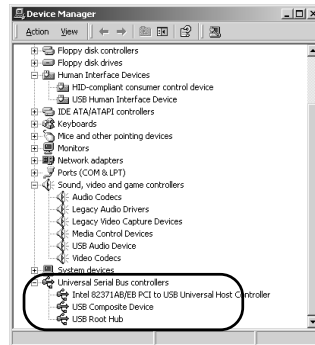 Device Manager
Action View
Floppy disk controllers
Floppy disk drives
Human Interface Devices
HID-compliant consumer control device
USB Human Interface Device
IDE ATA/ATAPI controllers
Keyboards
Mice and other pointing devices
Monitors
Network adapters
Ports (COM & LPT)
Sound, video and game controllers
Audio Codecs
Legacy Audio Drivers
Legacy Video Capture Devices
Media Control Devices
USB Audio Device
Video Codecs
System devices
Universal Serial Bus controllers
Intel 82371AB/EB PCI to USB Universal Host Controller
USB Composite Device
USB Root Hub